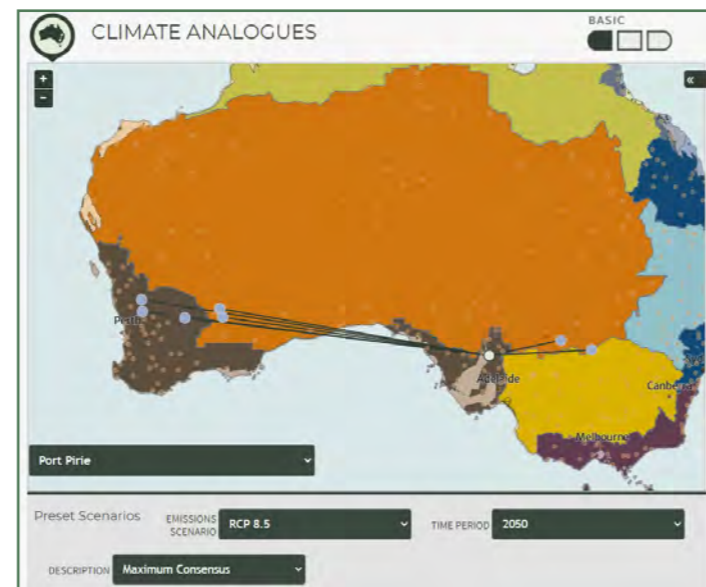 CLIMATE ANALOGUES
BASIC
+
-
«
Perth
Adelaide
Canberra
Melbourne
Port Pirie
Preset Scenarios
EMISSIONS SCENARIO
RCP 8.5
TIME PERIOD
2050
DESCRIPTION
Maximum Consensus